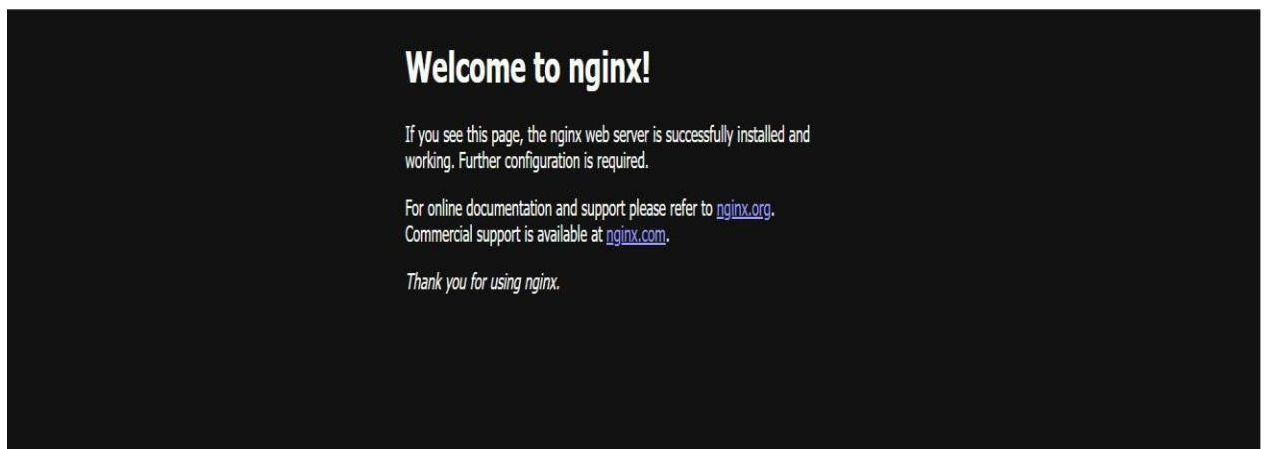 Welcome to nginx!
If you see this page, the nginx web server is successfully installed and
working. Further configuration is required.
For online documentation and support please refer to nginx.org.
Commercial support is available at nginx.com.
Thank you for using nginx.